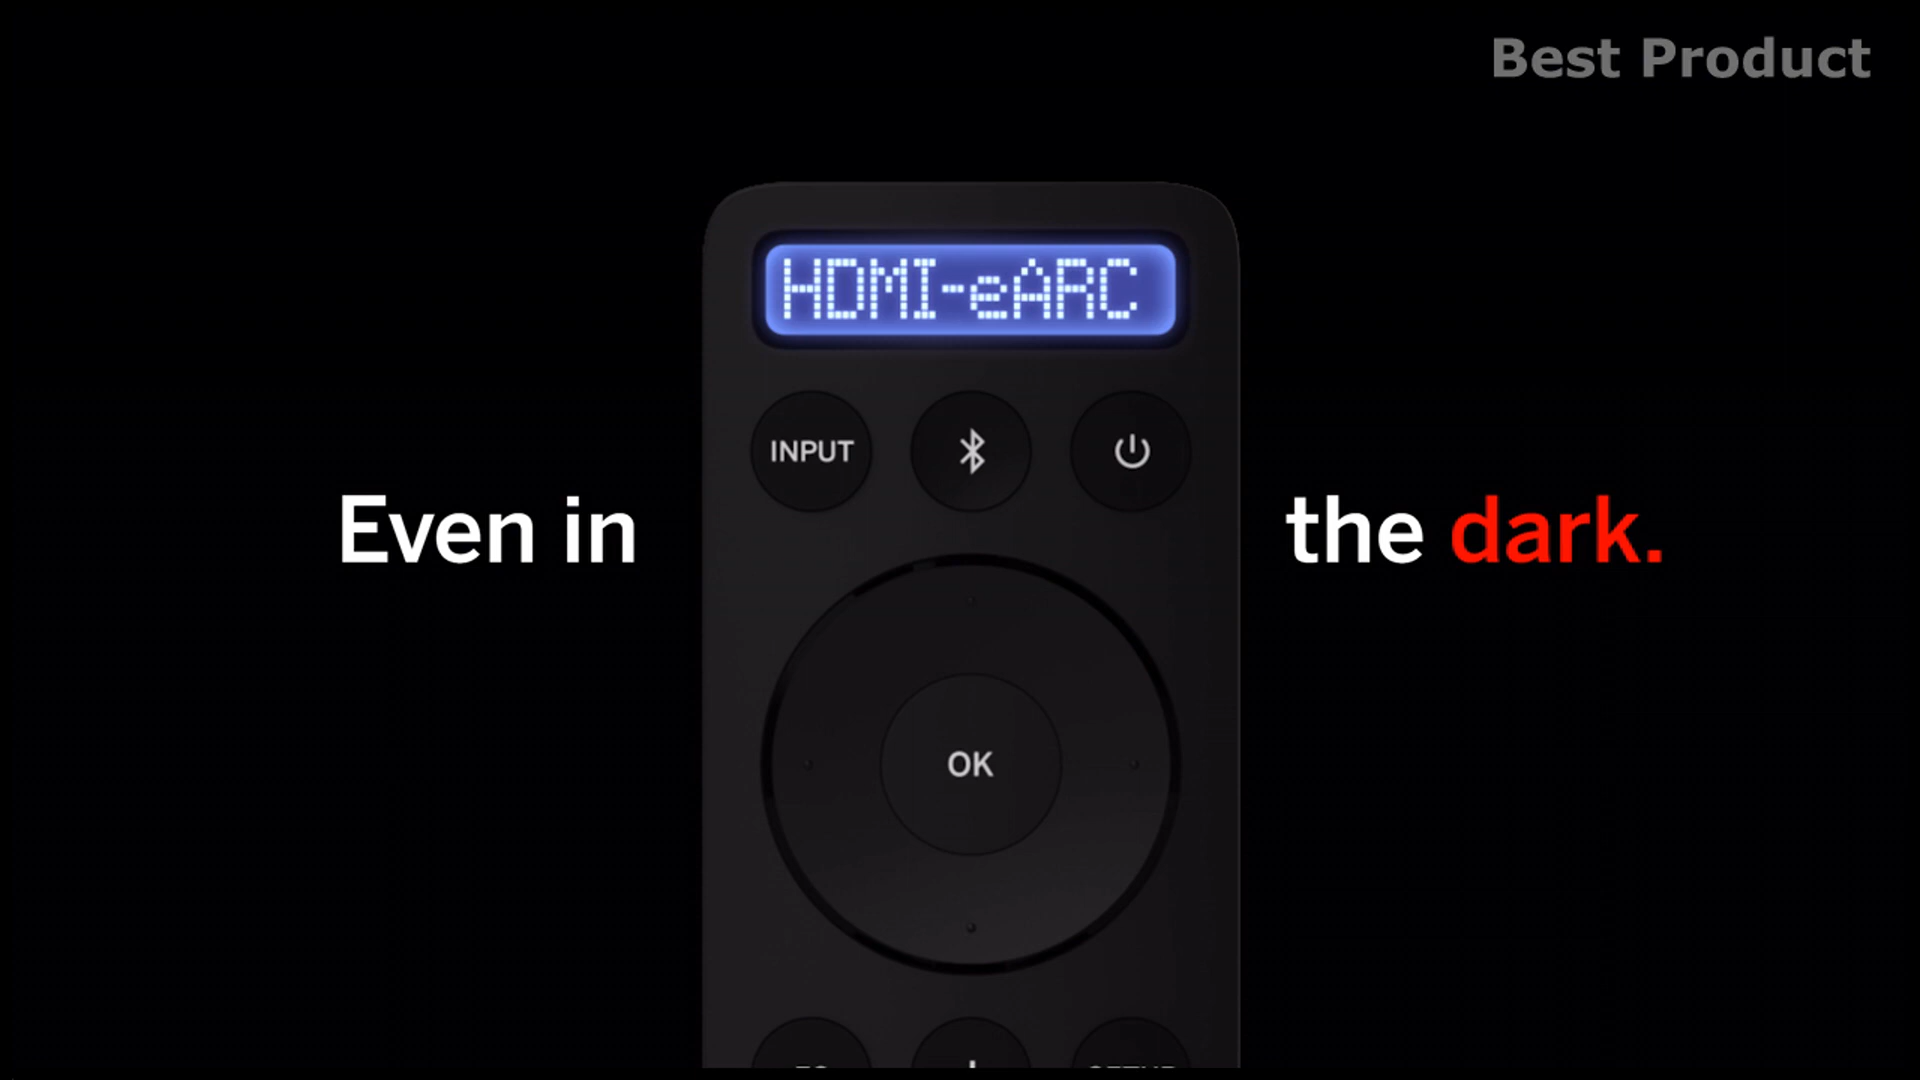 Best Product
HDMI-eARC
INPUT
Even in the dark.
OK